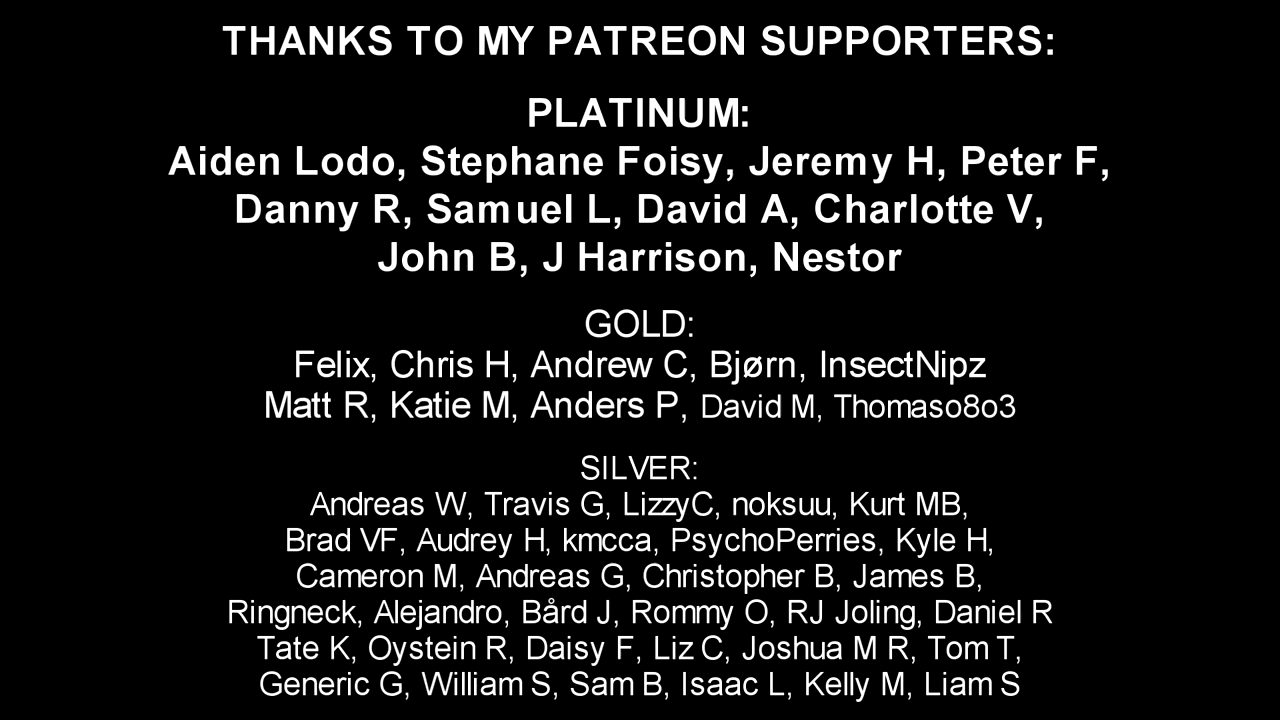 THANKS TO MY PATREON SUPPORTERS:
PLATINUM:
Aiden Lodo, Stephane Foisy, Jeremy H, Peter F,
Danny R, Samuel L, David A, Charlotte V,
John B, J Harrison, Nestor
GOLD:
Felix, Chris H, Andrew C, Bjørn, InsectNipz
Matt R, Katie M, Anders P, David M, Thomaso8o3
SILVER:
Andreas W, Travis G, LizzyC, noksuu, Kurt MB,
Brad VF, Audrey H, kmcca, PsychoPerries, Kyle H,
Cameron M, Andreas G, Christopher B, James B,
Ringneck, Alejandro, Bård J, Rommy O, RJ Joling, Daniel R
Tate K, Oystein R, Daisy F, Liz C, Joshua M R, Tom T,
Generic G, William S, Sam B, Isaac L, Kelly M, Liam S